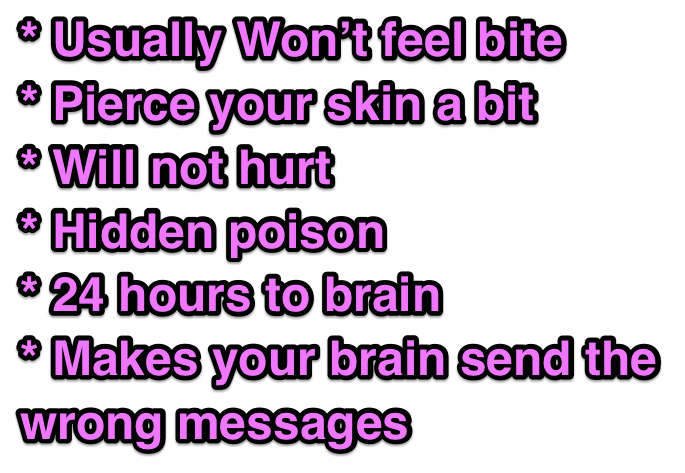 * Usually Won’t feel bite
* Pierce your skin a bit
* Will not hurt
* Hidden poison
* 24 hours to brain
* Makes your brain send the
wrong messages